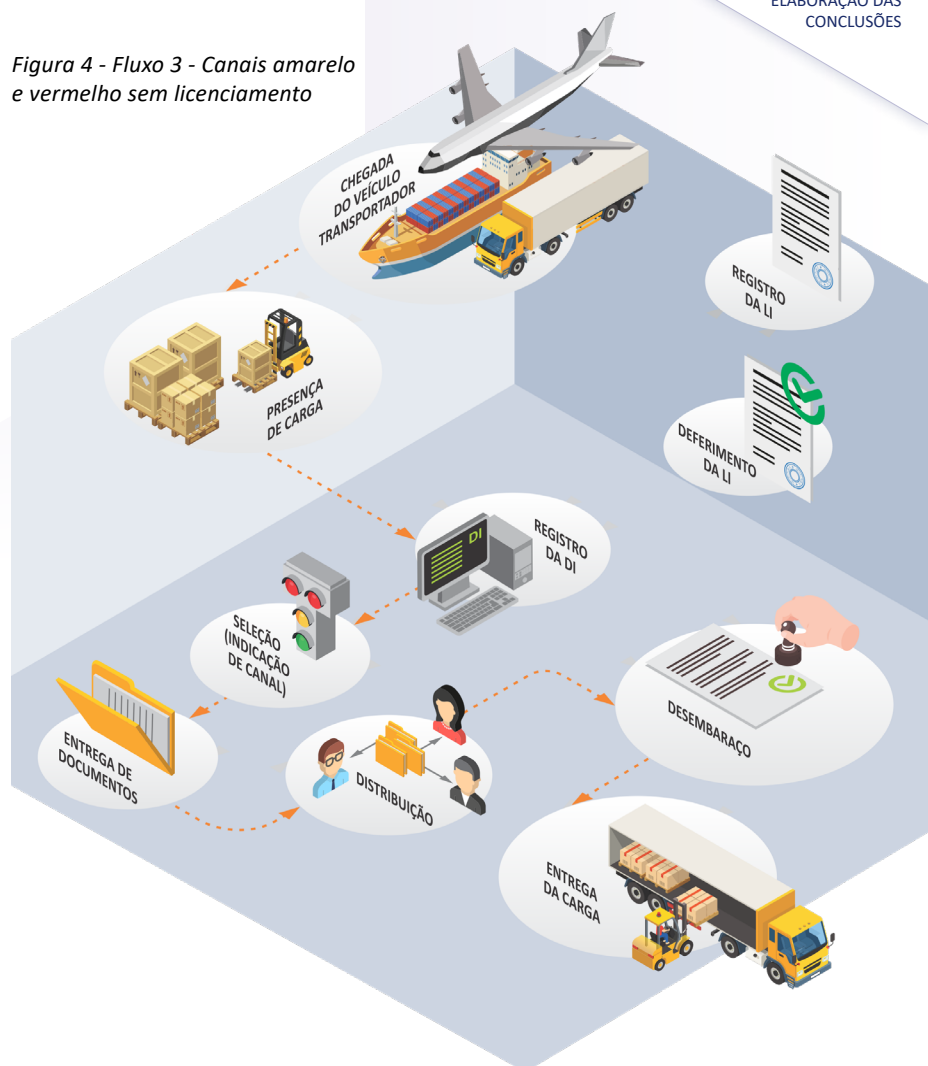 ELABORAÇÃO DAS
CONCLUSÕES
Figura 4 - Fluxo 3 - Canais amarelo
e vermelho sem licenciamento
CHEGADA
DO VEÍCULO
TRANSPORTADOR
REGISTRO
DA LI
PRESENÇA
DE CARGA
DEFERIMENTO
DA LI
DI
REGISTRO
DA DI
SELEÇÃO
(INDICAÇÃO
DE CANAL)
DESEMBARAÇO
ENTREGA DE
DOCUMENTOS
DISTRIBUIÇÃO
ENTREGA
DA CARGA